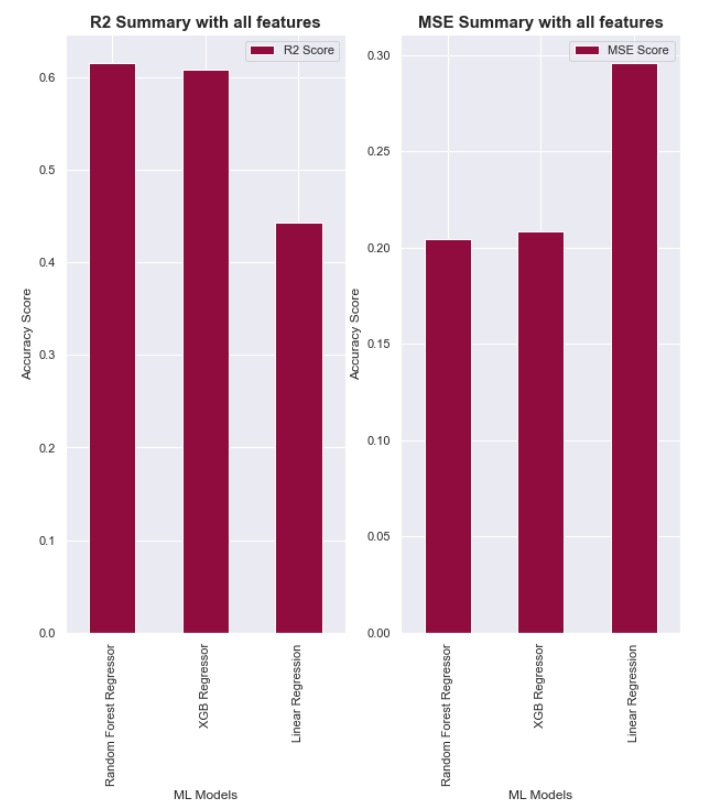 R2 Summary with all features
R2 Score
Accuracy Score
0.6
0.5
0.4
0.3
0.2
0.1
0.0
Random Forest Regressor
XGB Regressor
Linear Regression
ML Models
MSE Summary with all features
MSE Score
Accuracy Score
0.30
0.25
0.20
0.15
0.10
0.05
0.00
Random Forest Regressor
XGB Regressor
Linear Regression
ML Models